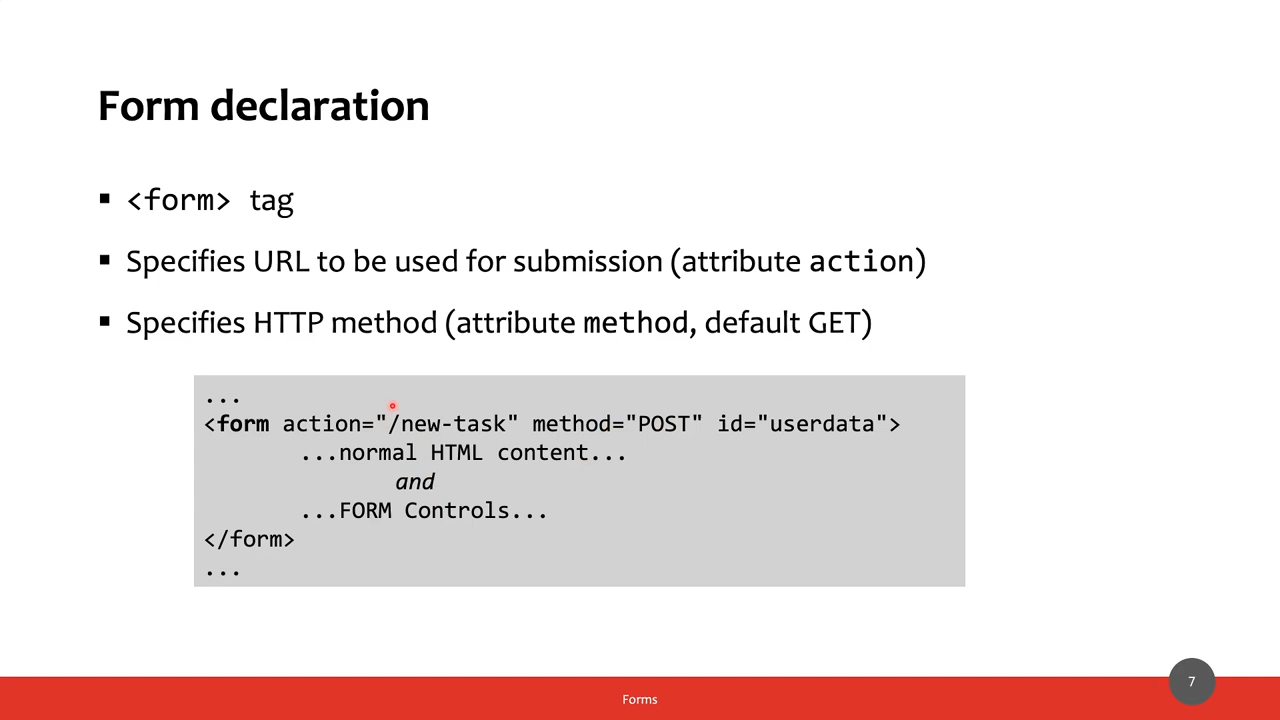 Form declaration
▪ <form> tag
▪ Specifies URL to be used for submission (attribute action)
▪ Specifies HTTP method (attribute method, default GET)
...
<form action="/new-task" method="POST" id="userdata">
...normal HTML content...
and
...FORM Controls...
</form>
...
Forms
7